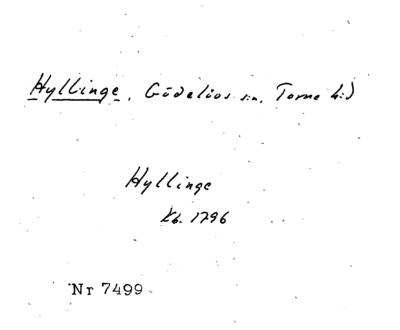 Hyllinge, Gödelövs sn, Torna hd
Hyllinge
kb. 1796
Nr 7499